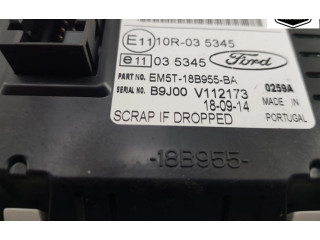 E11 10R-03 5345
e11 03 5345 Ford
PART NO. EM5T-18B955-BA
SERIAL NO. B9J00 V112173 0259A
18-09-14 MADE IN
SCRAP IF DROPPED PORTUGAL
-18B955-